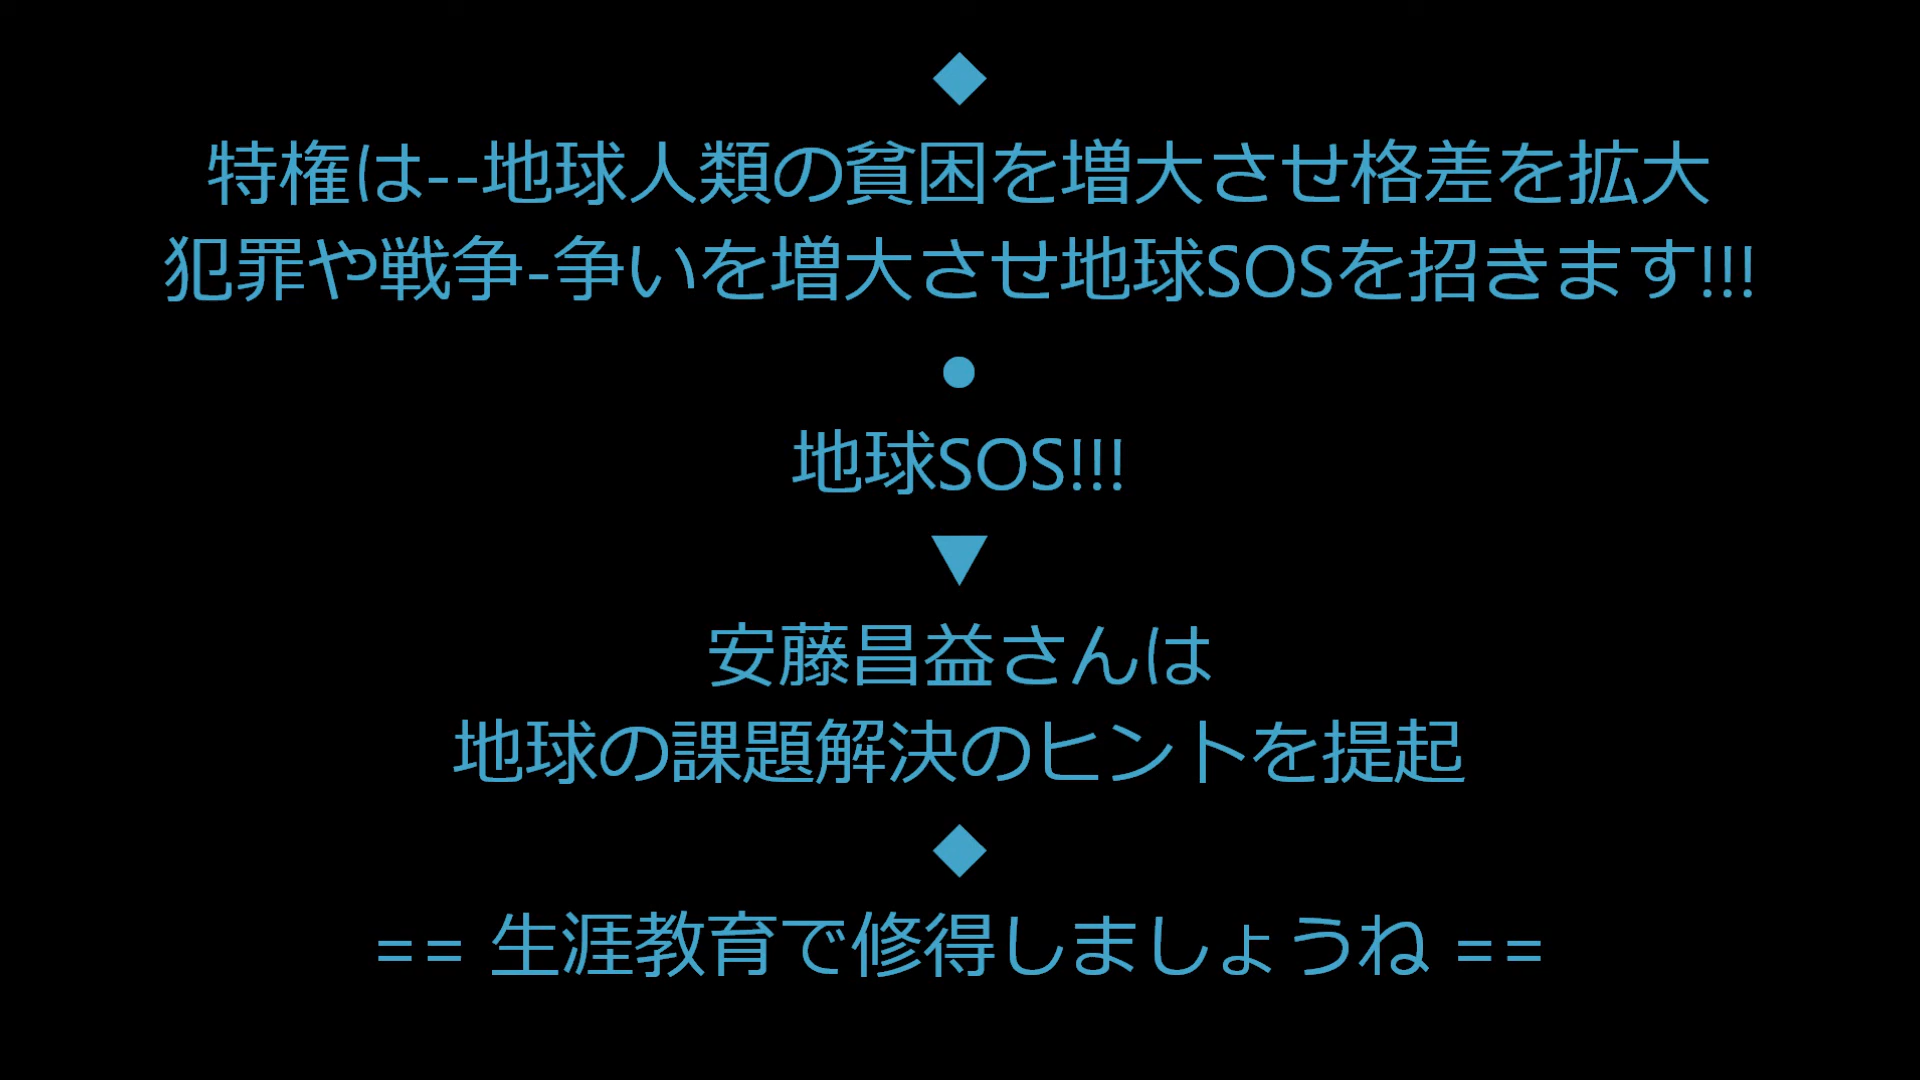 ◆
特権は--地球人類の貧困を増大させ格差を拡大
犯罪や戦争-争いを増大させ地球SOSを招きます!!!
●
地球SOS!!!
▼
安藤昌益さんは
地球の課題解決のヒントを提起
◆
== 生涯教育で修得しましょうね ==